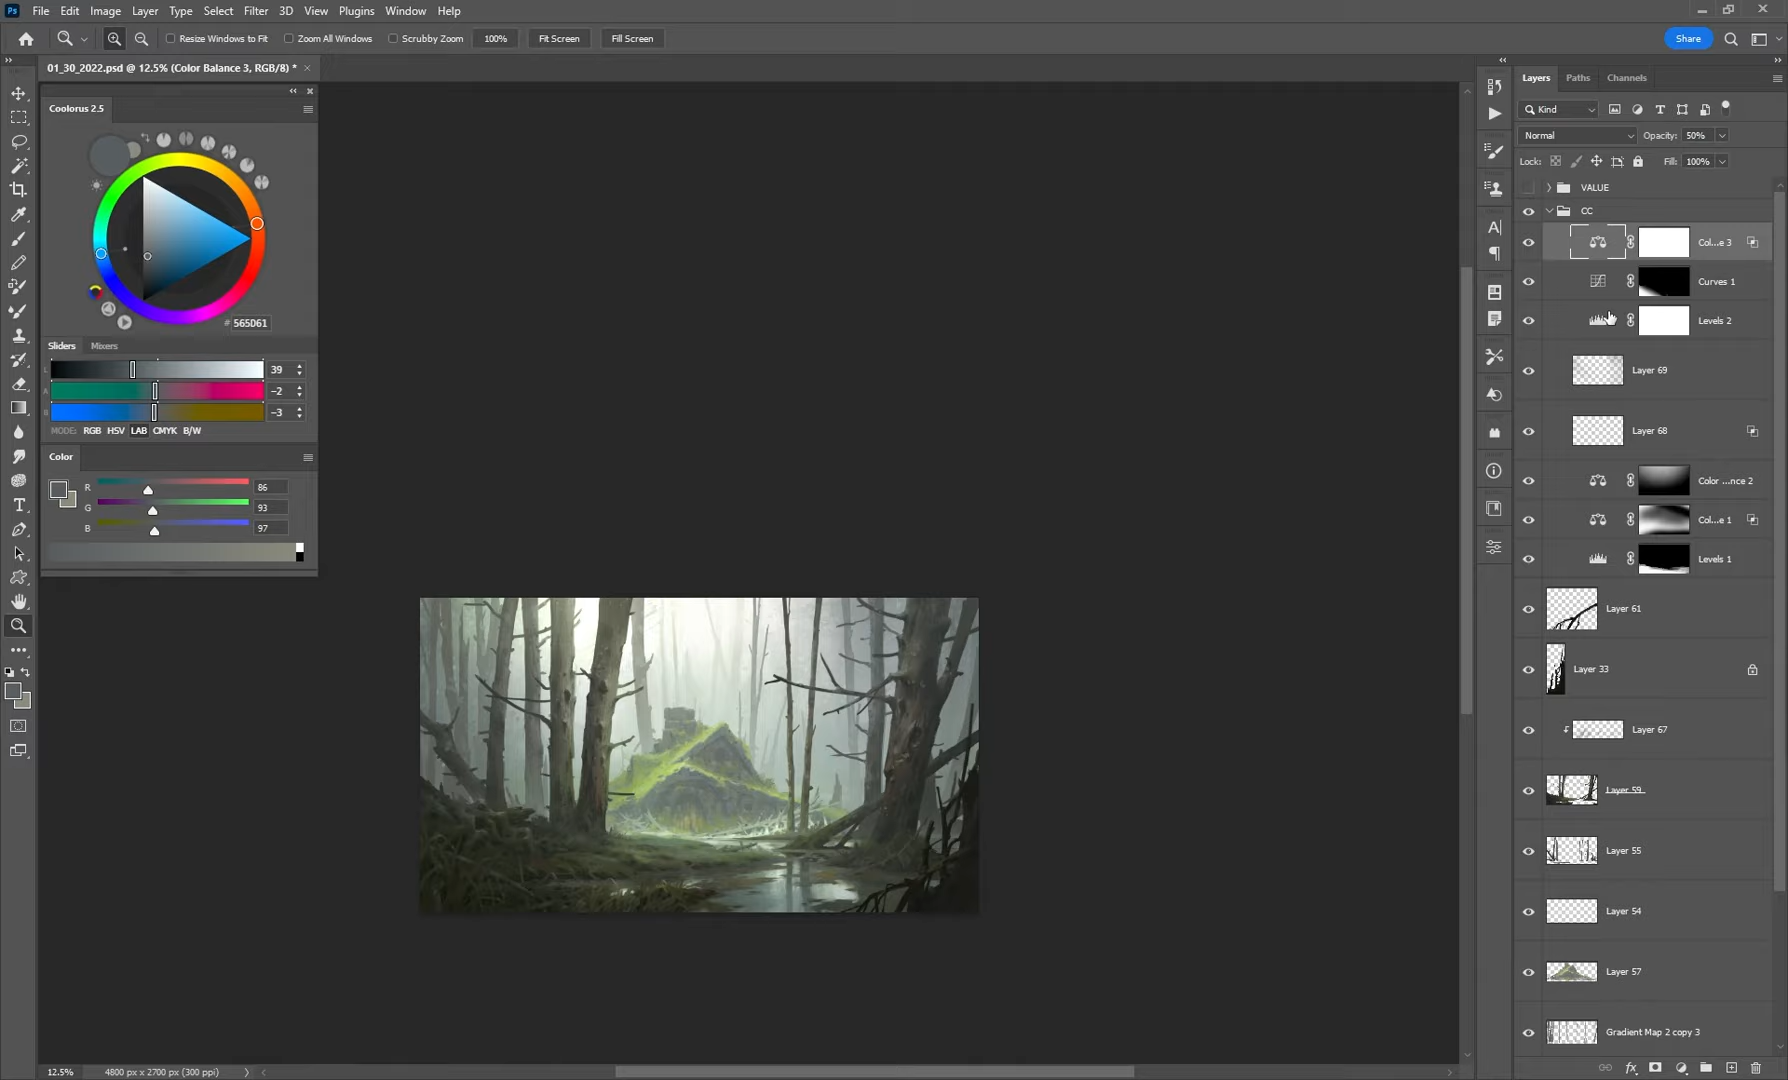 Ps File Edit Image Layer Type Select Filter 3D View Plugins Window Help
Resize Windows to Fit Zoom All Windows Scrubby Zoom 100% Fit Screen Fill Screen Share
01_30_2022.psd @ 12.5% (Color Balance 3, RGB/8) *
Coolorus 2.5
# 565D61
Sliders Mixers
L 39
A -2
-3
MODE: RGB HSV LAB CMYK B/W
Color
R 86
G 93
B 97
12.5% 4800 px x 2700 px (300 ppi)
Layers Paths Channels
Kind
Normal Opacity: 50%
Lock: Fill: 100%
VALUE
CC
Col...e 3
Curves 1
Levels 2
Layer 69
Layer 68
Color ...nce 2
Col...e 1
Levels 1
Layer 61
Layer 33
Layer 67
Layer 59
Layer 55
Layer 54
Layer 57
Gradient Map 2 copy 3
fx